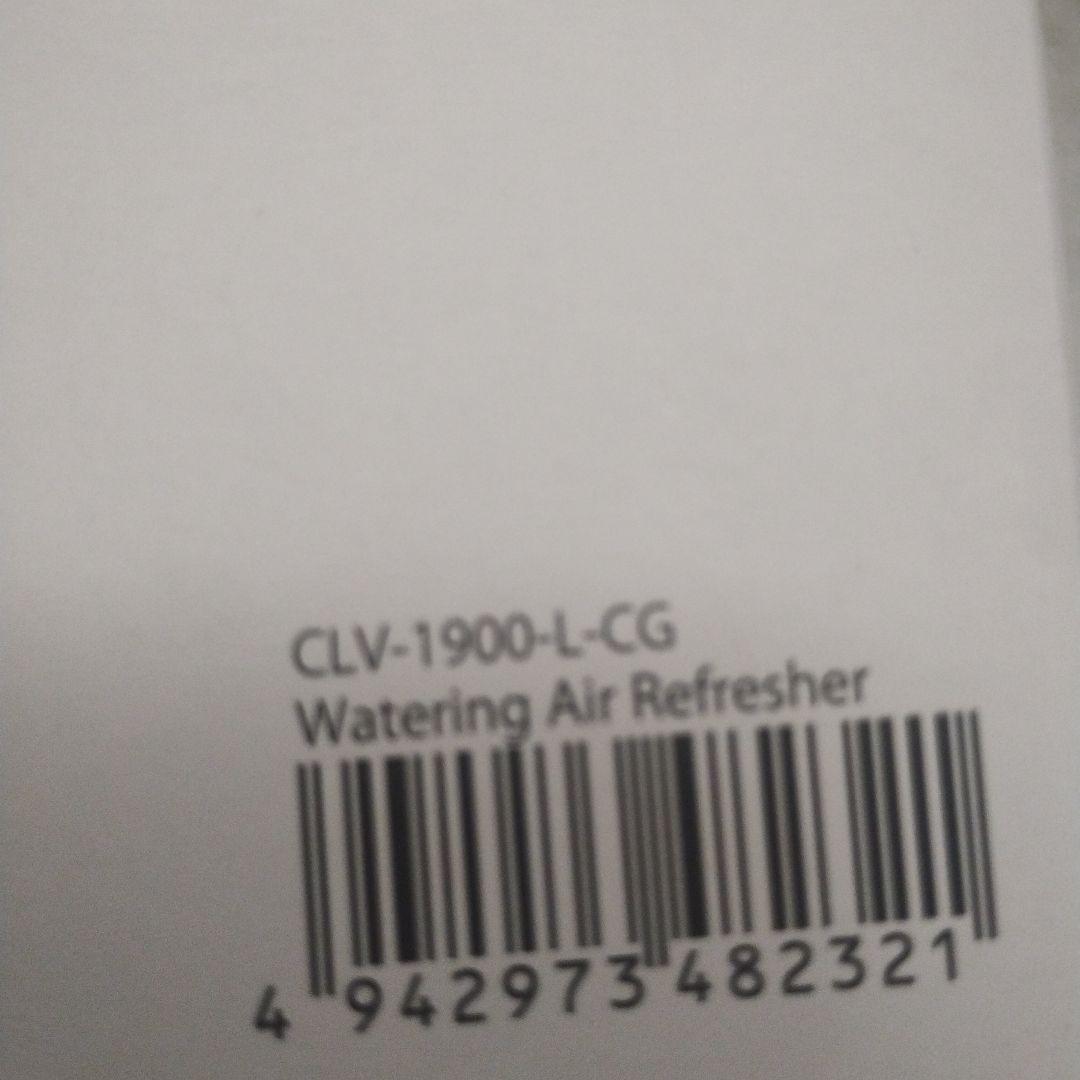 CLV-1900-L-CG
Watering Air Refresher
4 942973 482321